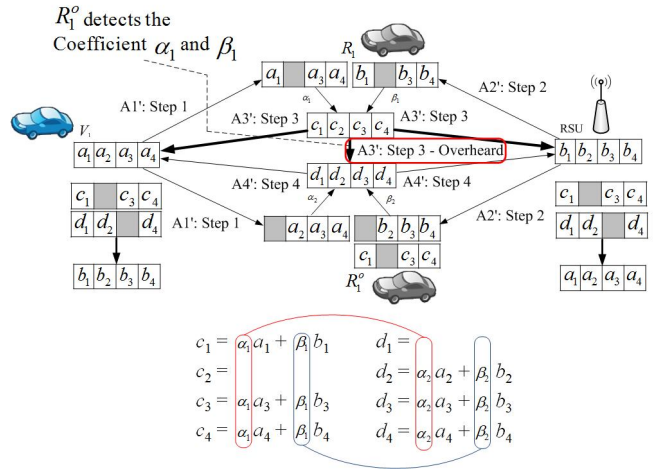 R₁ᵒ detects the
Coefficient α₁ and β₁
R₁
a₁ a₃ a₄ b₁ b₃ b₄
A1': Step 1
α₁ β₁
A2': Step 2
V₁
A3': Step 3 c₁ c₂ c₃ c₄ A3': Step 3
RSU
a₁ a₂ a₃ a₄
A3': Step 3 - Overheard
b₁ b₂ b₃ b₄
A4': Step 4 d₁ d₂ d₃ d₄ A4': Step 4
c₁ c₃ c₄
α₂ β₂
c₁ c₃ c₄
d₁ d₂ d₄
A1': Step 1
A2': Step 2
d₁ d₂ d₄
a₂ a₃ a₄ b₂ b₃ b₄
c₁ c₃ c₄
b₁ b₂ b₃ b₄
R₁ᵒ
a₁ a₂ a₃ a₄
c₁ = α₁a₁ + β₁b₁ d₁ =
c₂ = d₂ = α₂a₂ + β₂b₂
c₃ = α₁a₃ + β₁b₃ d₃ = α₂a₃ + β₂b₃
c₄ = α₁a₄ + β₁b₄ d₄ = α₂a₄ + β₂b₄